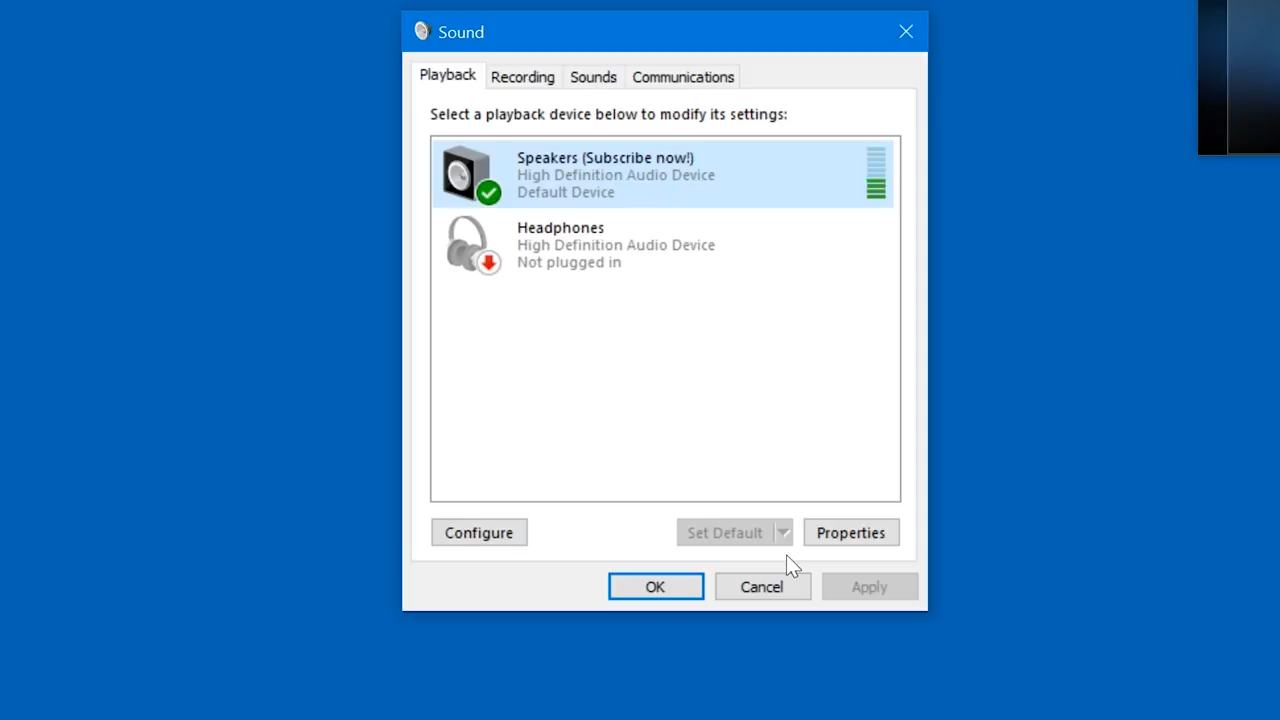 Sound
Playback
Recording
Sounds
Communications
Select a playback device below to modify its settings:
Speakers (Subscribe now!)
High Definition Audio Device
Default Device
Headphones
High Definition Audio Device
Not plugged in
Configure
Set Default
Properties
OK
Cancel
Apply